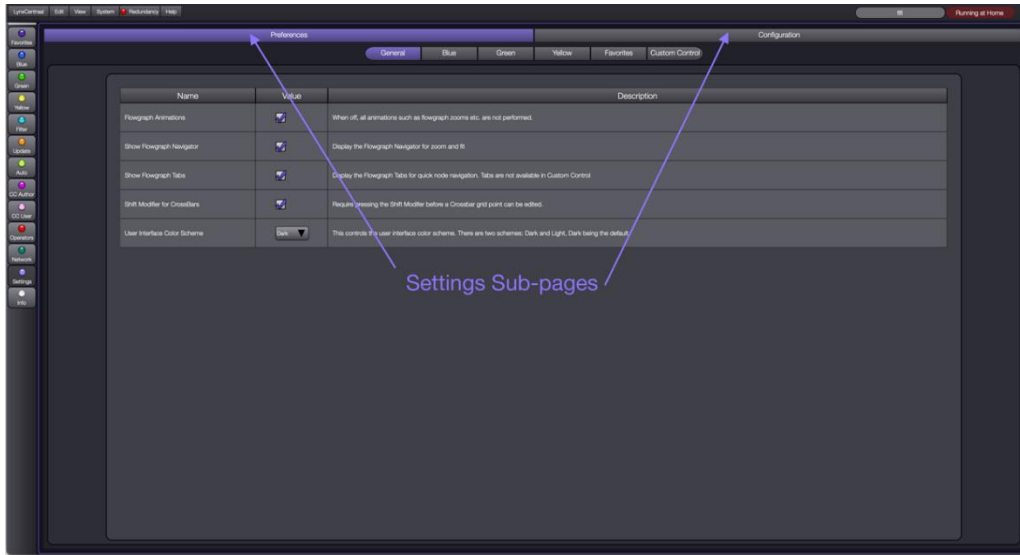 LynxCentraal Edit View System Redundancy Help fifi Running at Home
Preferences Configuration
General Blue Green Yellow Favorites Custom Control
Favorites
Blue
Green
Yellow
Filter
Update
Auto
CC Author
CC User
Operators
Network
Settings
Info
Name Value Description
Flowgraph Animations When off, all animations such as flowgraph zooms etc. are not performed.
Show Flowgraph Navigator Display the Flowgraph Navigator for zoom and fit
Show Flowgraph Tabs Display the Flowgraph Tabs for quick node navigation, Tabs are not available in Custom Control
Shift Modifier for CrossBars Require pressing the Shift Modifier before a Crossbar grid point can be edited.
User Interface Color Scheme Dark This controls the user interface color scheme. There are two schemes: Dark and Light, Dark being the default.
Settings Sub-pages